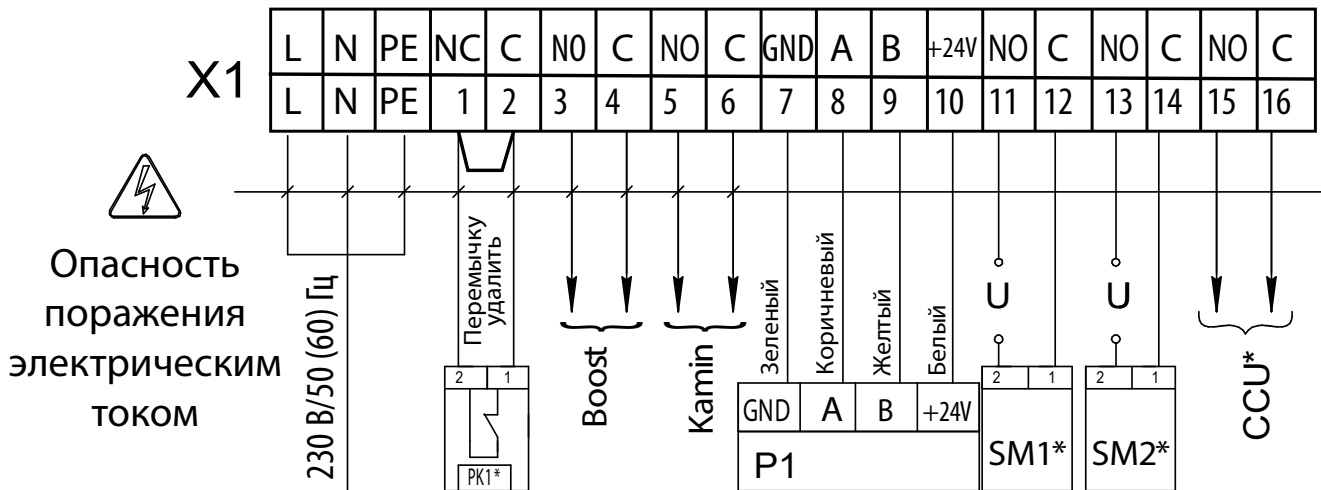 X1
L N PE NC C NO C NO C GND A B +24V NO C NO C NO C
L N PE 1 2 3 4 5 6 7 8 9 10 11 12 13 14 15 16
Опасность
поражения
электрическим
током
230 В/50 (60) Гц
Перемычку
удалить
2 1
PK1*
Boost
Kamin
Зеленый
Коричневый
Желтый
Белый
GND A B +24V
P1
U
2 1
SM1*
U
2 1
SM2*
CCU*